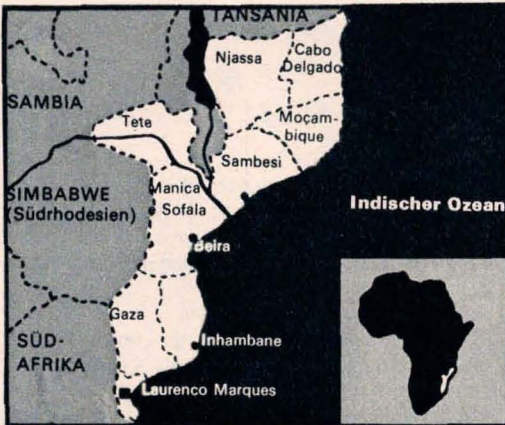 TANSANIA
Njassa
Cabo
Delgado
SAMBIA
Moçam-
bique
Tete
Sambesi
SIMBABWE
(Südrhodesien)
Manica
Sofala
Indischer Ozean
Beira
Gaza
SÜD-
AFRIKA
Inhambane
Laurenco Marques